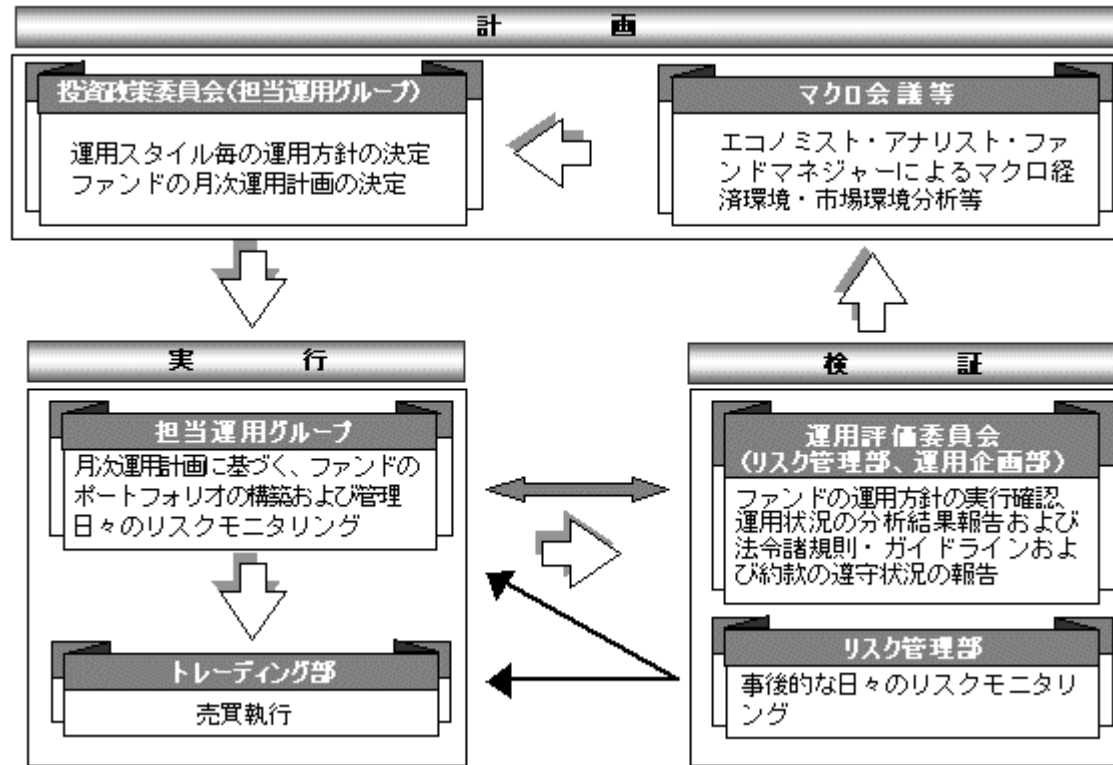 計画
投資政策委員会(担当運用グループ)
運用スタイル毎の運用方針の決定
ファンドの月次運用計画の決定
マクロ会議等
エコノミスト・アナリスト・ファ
ンドマネジャーによるマクロ経
済環境・市場環境分析等
実行
担当運用グループ
月次運用計画に基づく、ファンドの
ポートフォリオの構築および管理
日々のリスクモニタリング
トレーディング部
売買執行
検証
運用評価委員会
(リスク管理部、運用企画部)
ファンドの運用方針の実行確認、
運用状況の分析結果報告および
法令諸規則・ガイドラインおよ
び約款の遵守状況の報告
リスク管理部
事後的な日々のリスクモニタリ
ング